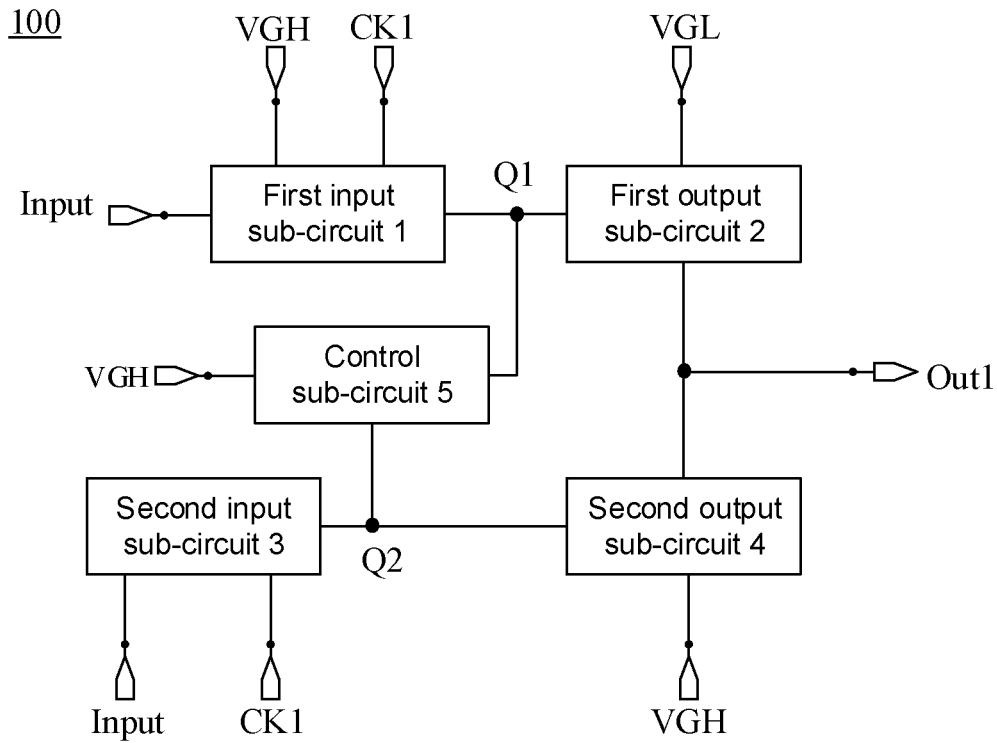 100
VGH
CK1
VGL
Input
First input
sub-circuit 1
Q1
First output
sub-circuit 2
VGH
Control
sub-circuit 5
Out1
Second input
sub-circuit 3
Q2
Second output
sub-circuit 4
Input
CK1
VGH